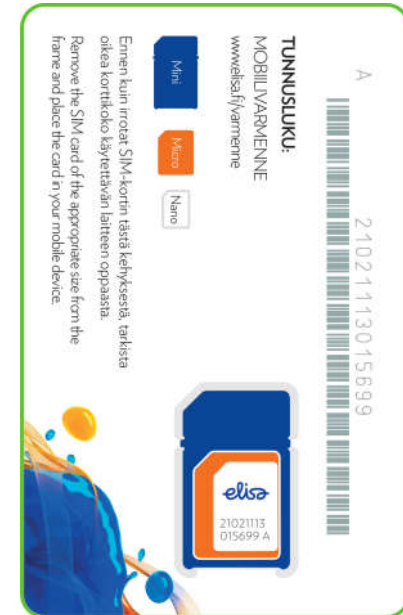 A 210211113015699
TUNNUSLUKU:
MOBIILIVARMENNE
www.elisa.fi/varmenne
Mini
Micro
Nano
Ennen kuin irrotat SIM-kortin tästä kehyksestä, tarkista
oikea korttikoko käytettävän laitteen oppaasta.
Remove the SIM card of the appropriate size from the
frame and place the card in your mobile device.
elisa
21021113
015699 A